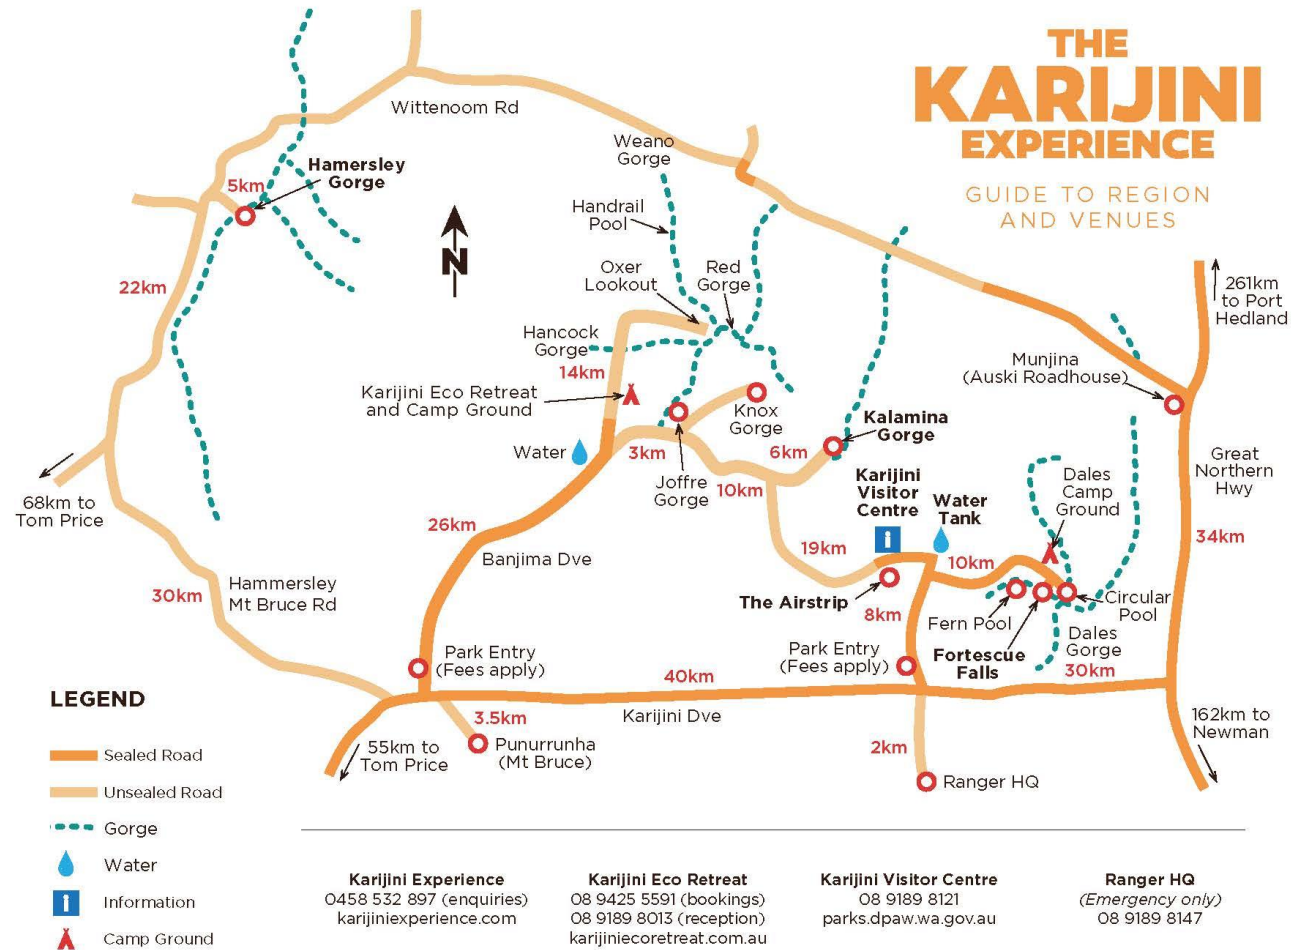 THE
KARIJINI
EXPERIENCE
GUIDE TO REGION
AND VENUES
Wittenoom Rd
Weano
Gorge
Hamersley
Gorge
5km
Handrail
Pool
N
Oxer
Lookout
Red
Gorge
22km
261km
to Port
Hedland
Hancock
Gorge
14km
Munjina
(Auski Roadhouse)
Karijini Eco Retreat
and Camp Ground
Knox
Gorge
Kalamina
Gorge
Water
3km
6km
Joffre
Gorge
10km
Karijini
Visitor
Centre
Water
Tank
Dales
Camp
Ground
Great
Northern
Hwy
68km to
Tom Price
26km
Banjima Dve
19km
10km
34km
30km
Hammersley
Mt Bruce Rd
The Airstrip
8km
Fern Pool
Circular
Pool
Fortescue
Falls
Dales
Gorge
Park Entry
(Fees apply)
Park Entry
(Fees apply)
40km
30km
Karijini Dve
3.5km
55km to
Tom Price
Punurrunha
(Mt Bruce)
2km
Ranger HQ
162km to
Newman
LEGEND
Sealed Road
Unsealed Road
Gorge
Water
i
Information
Camp Ground
Karijini Experience
0458 532 897 (enquiries)
karijiniexperience.com
Karijini Eco Retreat
08 9425 5591 (bookings)
08 9189 8013 (reception)
karijiniecoretreat.com.au
Karijini Visitor Centre
08 9189 8121
parks.dpaw.wa.gov.au
Ranger HQ
(Emergency only)
08 9189 8147